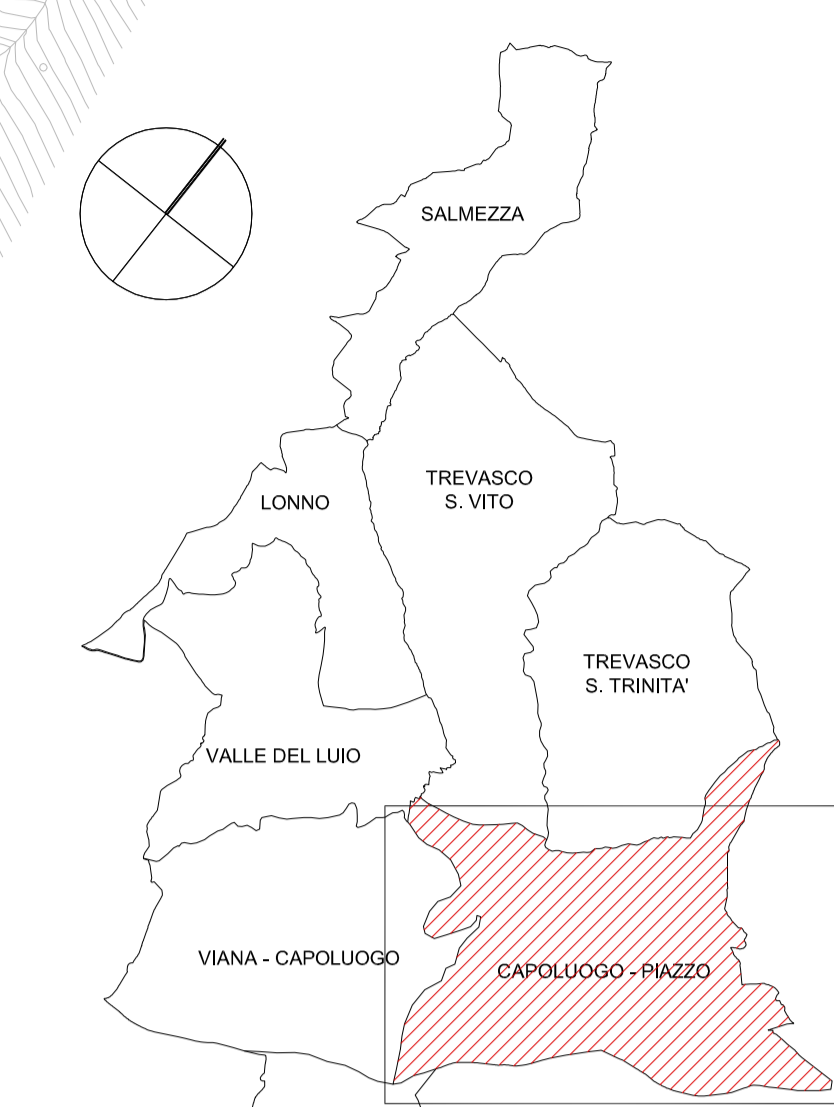 SALMEZZA
TREVASCO
S. VITO
LONNO
TREVASCO
S. TRINITA'
VALLE DEL LUIO
VIANA - CAPOLUOGO
CAPOLUOGO - PIAZZO